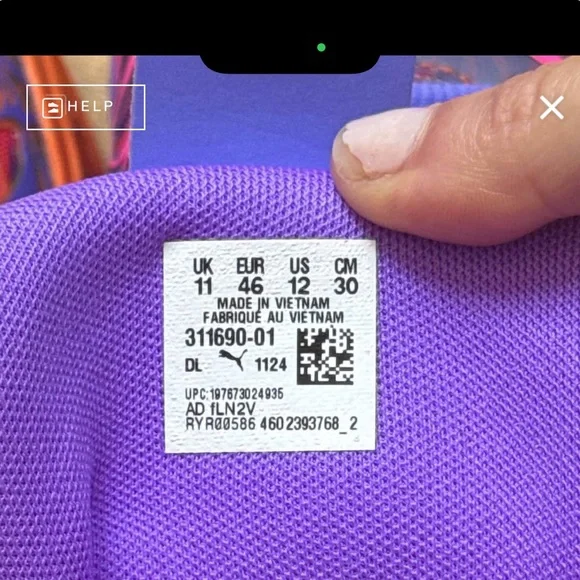 HELP
UK EUR US CM
11 46 12 30
MADE IN VIETNAM
FABRIQUÉ AU VIETNAM
311690-01
DL 1124
UPC:197673024935
AD fLN2V
RYR00586 4602393768_2